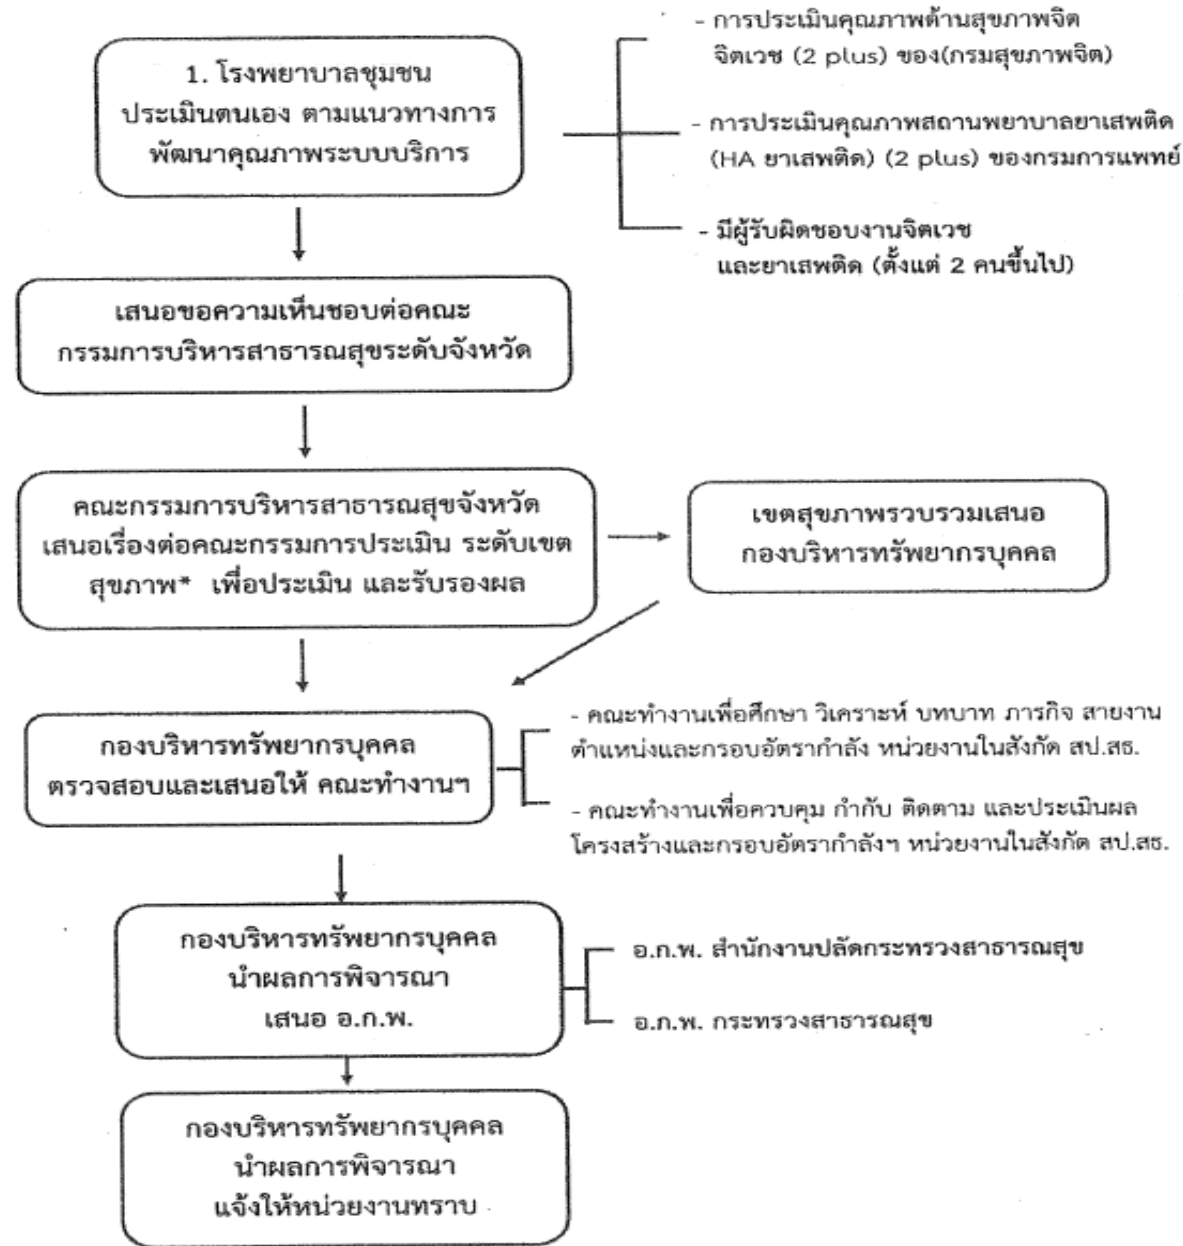 1. โรงพยาบาลชุมชน
ประเมินตนเอง ตามแนวทางการ
พัฒนาคุณภาพระบบบริการ
- การประเมินคุณภาพด้านสุขภาพจิต
จิตเวช (2 plus) ของ(กรมสุขภาพจิต)
- การประเมินคุณภาพสถานพยาบาลยาเสพติด
(HA ยาเสพติด) (2 plus) ของกรมการแพทย์
- มีผู้รับผิดชอบงานจิตเวช
และยาเสพติด (ตั้งแต่ 2 คนขึ้นไป)
เสนอขอความเห็นชอบต่อคณะ
กรรมการบริหารสาธารณสุขระดับจังหวัด
คณะกรรมการบริหารสาธารณสุขจังหวัด
เสนอเรื่องต่อคณะกรรมการประเมิน ระดับเขต
สุขภาพ* เพื่อประเมิน และรับรองผล
เขตสุขภาพรวบรวมเสนอ
กองบริหารทรัพยากรบุคคล
กองบริหารทรัพยากรบุคคล
ตรวจสอบและเสนอให้ คณะทำงานฯ
- คณะทำงานเพื่อศึกษา วิเคราะห์ บทบาท ภารกิจ สายงาน
ตำแหน่งและกรอบอัตรากำลัง หน่วยงานในสังกัด สป.สธ.
- คณะทำงานเพื่อควบคุม กำกับ ติดตาม และประเมินผล
โครงสร้างและกรอบอัตรากำลังฯ หน่วยงานในสังกัด สป.สธ.
กองบริหารทรัพยากรบุคคล
นำผลการพิจารณา
เสนอ อ.ก.พ.
อ.ก.พ. สำนักงานปลัดกระทรวงสาธารณสุข
อ.ก.พ. กระทรวงสาธารณสุข
กองบริหารทรัพยากรบุคคล
นำผลการพิจารณา
แจ้งให้หน่วยงานทราบ